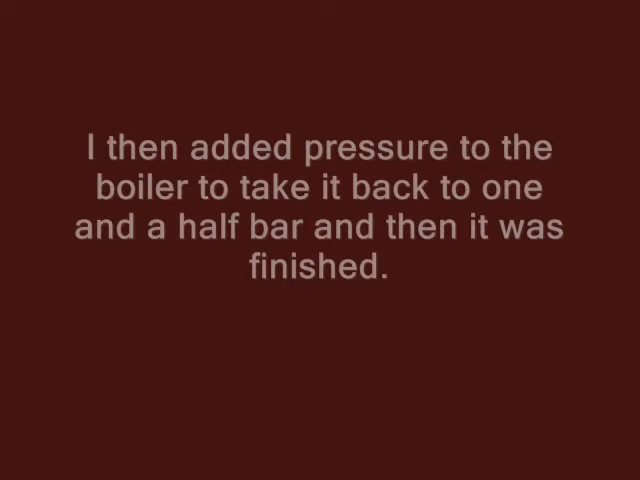 I then added pressure to the
boiler to take it back to one
and a half bar and then it was
finished.